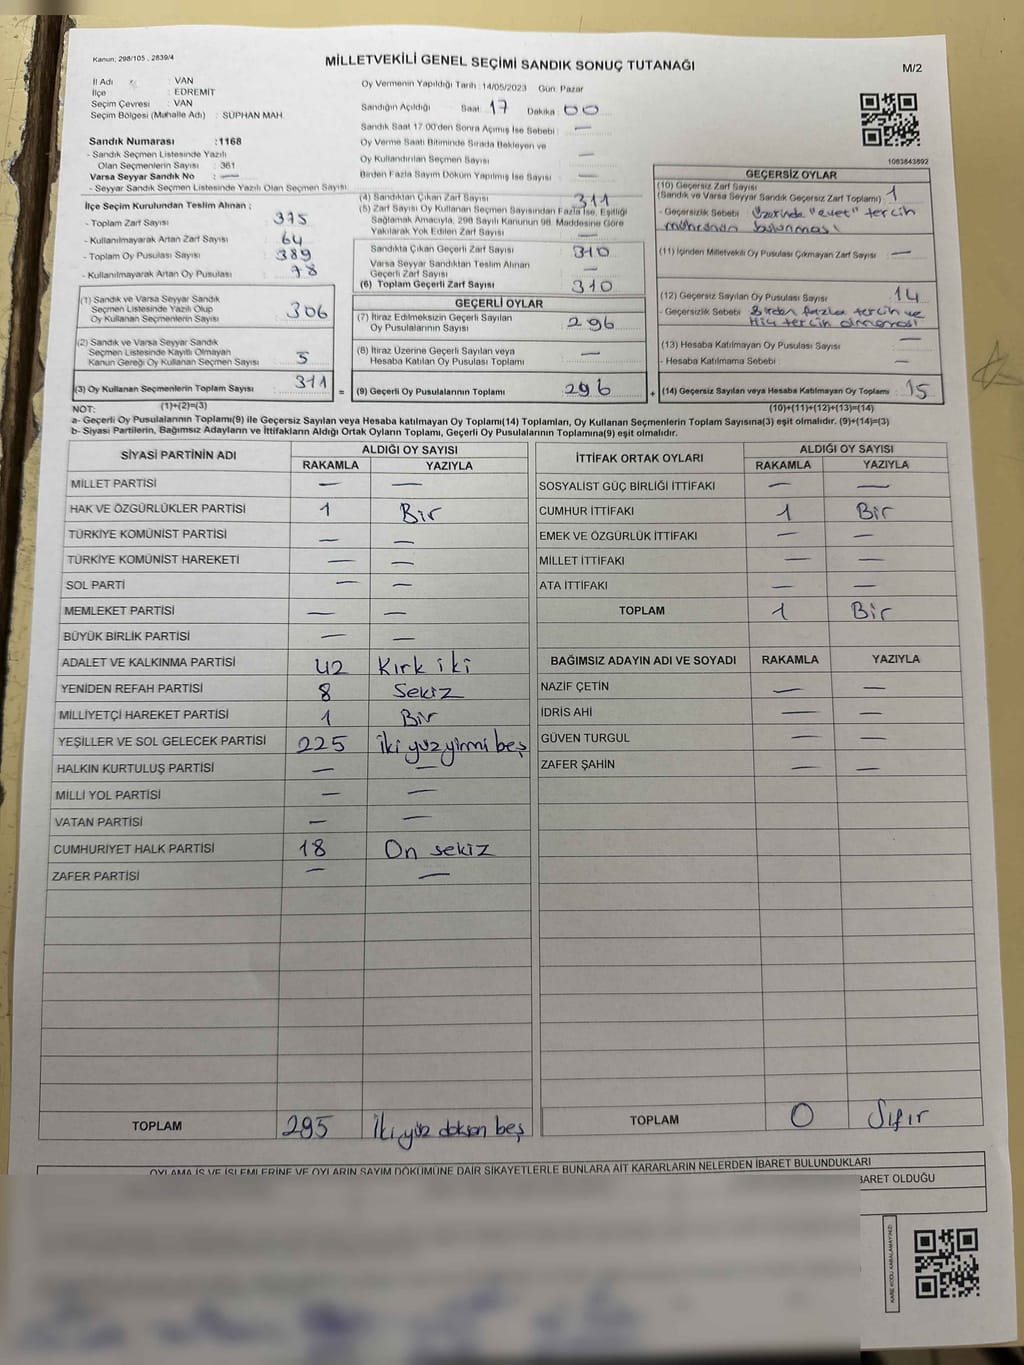 Kanun; 298/105 , 2839/4
MİLLETVEKİLİ GENEL SEÇİMİ SANDIK SONUÇ TUTANAĞI
M/2
İl Adı : VAN
İlçe : EDREMIT
Seçim Çevresi : VAN
Seçim Bölgesi (Mahalle Adı) : SÜPHAN MAH
Sandık Numarası :1168
- Sandık Seçmen Listesinde Yazılı
Olan Seçmenlerin Sayısı : 361
Varsa Seyyar Sandık No : —
- Seyyar Sandık Seçmen Listesinde Yazılı Olan Seçmen Sayısı:
Oy Vermenin Yapıldığı Tarih :14/05/2023 Gün: Pazar
Sandığın Açıldığı Saat 17 Dakika 00
Sandık Saat 17:00'den Sonra Açılmış İse Sebebi : —
Oy Verme Saati Bitiminde Sırada Bekleyen ve
Oy Kullandırılan Seçmen Sayısı : —
Birden Fazla Sayım Döküm Yapılmış İse Sayısı : —
1083643892
İlçe Seçim Kurulundan Teslim Alınan ;
- Toplam Zarf Sayısı : 375
- Kullanılmayarak Artan Zarf Sayısı : 64
- Toplam Oy Pusulası Sayısı : 389
- Kullanılmayarak Artan Oy Pusulası : 78
(1) Sandık ve Varsa Seyyar Sandık
Seçmen Listesinde Yazılı Olup
Oy Kullanan Seçmenlerin Sayısı : 306
(2) Sandık ve Varsa Seyyar Sandık
Seçmen Listesinde Kayıtlı Olmayan
Kanun Gereği Oy Kullanan Seçmen Sayısı : 5
(3) Oy Kullanan Seçmenlerin Toplam Sayısı : 311 =
(1)+(2)=(3)
(4) Sandıktan Çıkan Zarf Sayısı : 311
(5) Zarf Sayısı Oy Kullanan Seçmen Sayısından Fazla İse, Eşitliği
Sağlamak Amacıyla, 298 Sayılı Kanunun 98. Maddesine Göre
Yakılarak Yok Edilen Zarf Sayısı : —
Sandıkta Çıkan Geçerli Zarf Sayısı : 310
Varsa Seyyar Sandıktan Teslim Alınan
Geçerli Zarf Sayısı : —
(6) Toplam Geçerli Zarf Sayısı : 310
GEÇERLİ OYLAR
(7) İtiraz Edilmeksizin Geçerli Sayılan
Oy Pusulalarının Sayısı : 296
(8) İtiraz Üzerine Geçerli Sayılan veya
Hesaba Katılan Oy Pusulası Toplamı : —
(9) Geçerli Oy Pusulalarının Toplamı : 296 +
GEÇERSİZ OYLAR
(10) Geçersiz Zarf Sayısı
(Sandık ve Varsa Seyyar Sandık Geçersiz Zarf Toplamı) : 1
- Geçersizlik Sebebi : Üzerinde "evet" tercih
mührünün bulunması
(11) İçinden Milletvekili Oy Pusulası Çıkmayan Zarf Sayısı : —
(12) Geçersiz Sayılan Oy Pusulası Sayısı : 14
- Geçersizlik Sebebi : Birden fazla tercih ve
Hiç tercih olmaması
(13) Hesaba Katılmayan Oy Pusulası Sayısı : —
- Hesaba Katılmama Sebebi : —
(14) Geçersiz Sayılan veya Hesaba Katılmayan Oy Toplamı : 15
(10)+(11)+(12)+(13)=(14)
NOT:
a- Geçerli Oy Pusulalarının Toplamı(9) ile Geçersiz Sayılan veya Hesaba katılmayan Oy Toplamı(14) Toplamları, Oy Kullanan Seçmenlerin Toplam Sayısına(3) eşit olmalıdır. (9)+(14)=(3)
b- Siyasi Partilerin, Bağımsız Adayların ve İttifakların Aldığı Ortak Oyların Toplamı, Geçerli Oy Pusulalarının Toplamına(9) eşit olmalıdır.
SİYASİ PARTİNİN ADI ALDIĞI OY SAYISI
RAKAMLA YAZIYLA
MİLLET PARTİSİ — —
HAK VE ÖZGÜRLÜKLER PARTİSİ 1 Bir
TÜRKİYE KOMÜNİST PARTİSİ — —
TÜRKİYE KOMÜNİST HAREKETİ — —
SOL PARTİ — —
MEMLEKET PARTİSİ — —
BÜYÜK BİRLİK PARTİSİ — —
ADALET VE KALKINMA PARTİSİ 42 Kırk iki
YENİDEN REFAH PARTİSİ 8 Sekiz
MİLLİYETÇİ HAREKET PARTİSİ 1 Bir
YEŞİLLER VE SOL GELECEK PARTİSİ 225 iki yüz yirmi beş
HALKIN KURTULUŞ PARTİSİ — —
MİLLİ YOL PARTİSİ — —
VATAN PARTİSİ — —
CUMHURİYET HALK PARTİSİ 18 On sekiz
ZAFER PARTİSİ — —
TOPLAM 295 İki yüz doksan beş
İTTİFAK ORTAK OYLARI ALDIĞI OY SAYISI
RAKAMLA YAZIYLA
SOSYALİST GÜÇ BİRLİĞİ İTTİFAKI — —
CUMHUR İTTİFAKI 1 Bir
EMEK VE ÖZGÜRLÜK İTTİFAKI — —
MİLLET İTTİFAKI — —
ATA İTTİFAKI — —
TOPLAM 1 Bir
BAĞIMSIZ ADAYIN ADI VE SOYADI RAKAMLA YAZIYLA
NAZİF ÇETİN — —
İDRİS AHİ — —
GÜVEN TURGUL — —
ZAFER ŞAHİN — —
TOPLAM 0 Sıfır
OYLAMA İŞ VE İŞLEMLERİNE VE OYLARIN SAYIM DÖKÜMÜNE DAİR ŞİKAYETLERLE BUNLARA AİT KARARLARIN NELERDEN İBARET BULUNDUKLARI
BARET OLDUĞU
KARE KODU KARALAMAYINIZ!